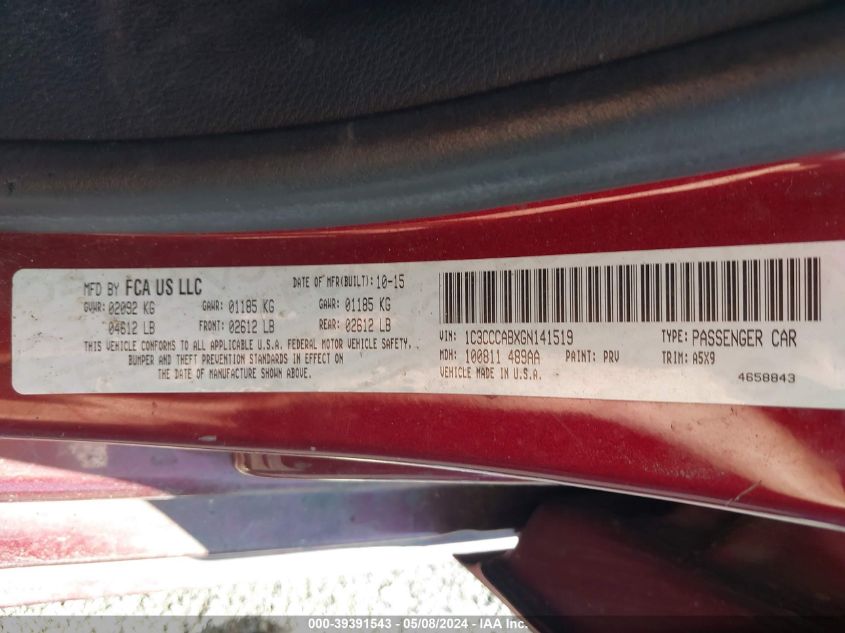 MFD BY FCA US LLC DATE OF MFR(BUILT): 10-15
GVWR: 02092 KG GAWR: 01185 KG GAWR: 01185 KG
04612 LB FRONT: 02612 LB REAR: 02612 LB
THIS VEHICLE CONFORMS TO ALL APPLICABLE U.S.A. FEDERAL MOTOR VEHICLE SAFETY,
BUMPER AND THEFT PREVENTION STANDARDS IN EFFECT ON
THE DATE OF MANUFACTURE SHOWN ABOVE.
VIN: 1C3CCCABXGN141519 TYPE: PASSENGER CAR
MDH: 100811 489AA PAINT: PRV TRIM: A5X9
VEHICLE MADE IN U.S.A.
4658843
000-39391543 - 05/08/2024 - IAA Inc.